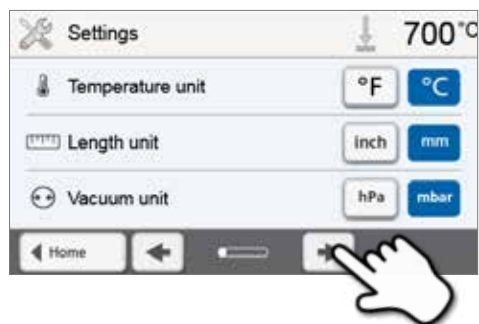 Settings 700°C
Temperature unit °F °C
Length unit inch mm
Vacuum unit hPa mbar
Home